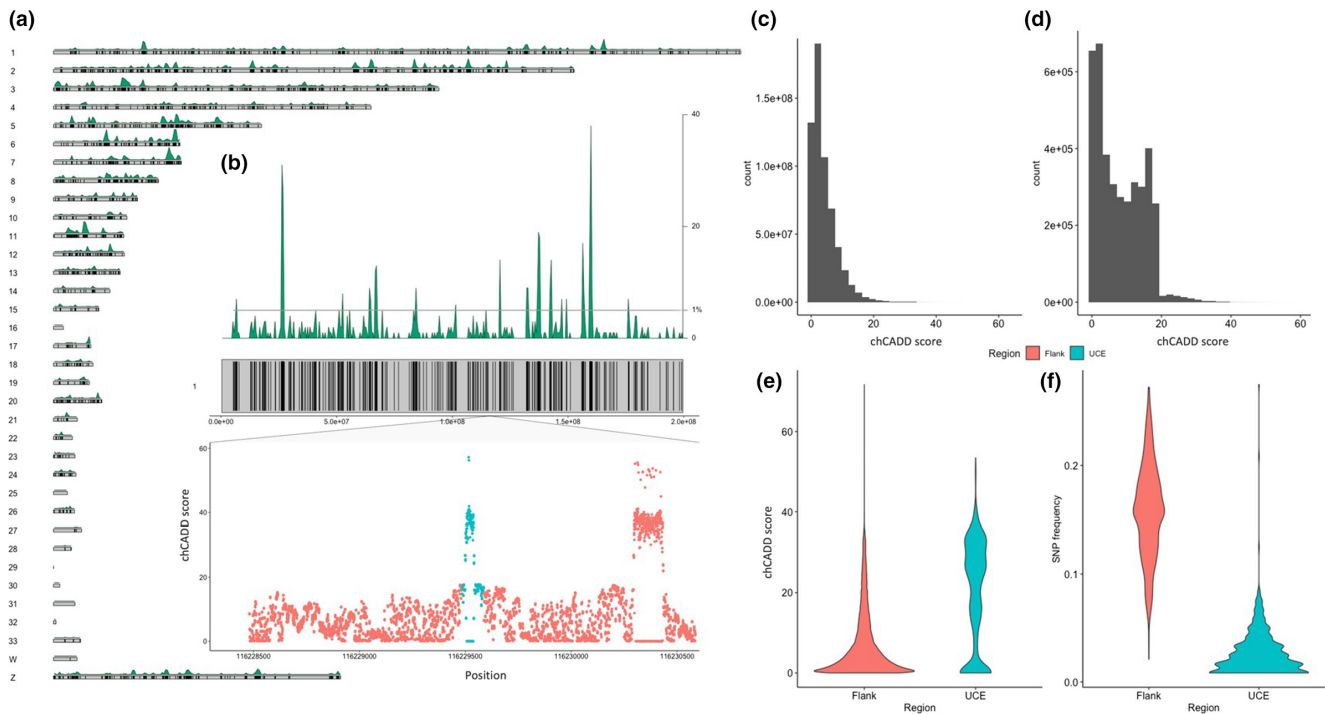 (a)
1
2
3
4
5
6
7
8
9
10
11
12
13
14
15
16
17
18
19
20
21
22
23
24
25
26
27
28
29
30
31
32
33
W
Z
(b)
40
20
1%
0
1
0.0e+00
5.0e+07
1.0e+08
1.5e+08
2.0e+08
chCADD score
60
40
20
0
116228500
116229000
116229500
116230000
116230500
Position
(c)
count
1.5e+08
1.0e+08
5.0e+07
0.0e+00
0
20
40
60
chCADD score
(d)
count
6e+05
4e+05
2e+05
0e+00
0
20
40
60
chCADD score
Region Flank UCE
(e)
chCADD score
60
40
20
0
Flank
UCE
Region
(f)
SNP frequency
0.2
0.1
0.0
Flank
UCE
Region